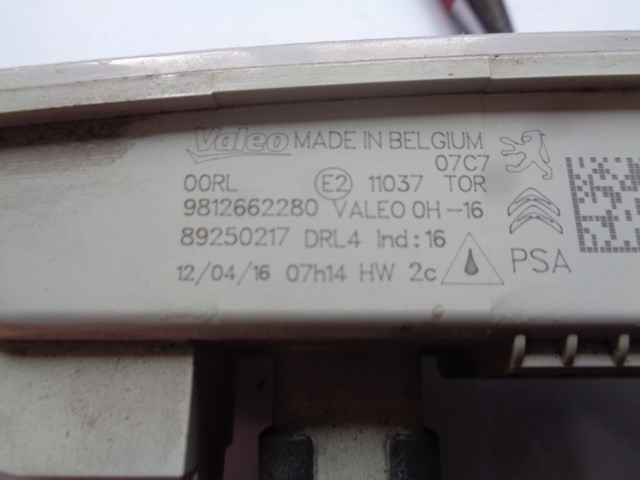 Valeo MADE IN BELGIUM
07C7
00RL E2 11037 TOR
9812662280 VALEO 0H-16
89250217 DRL4 Ind:16
12/04/16 07h14 HW 2c
PSA